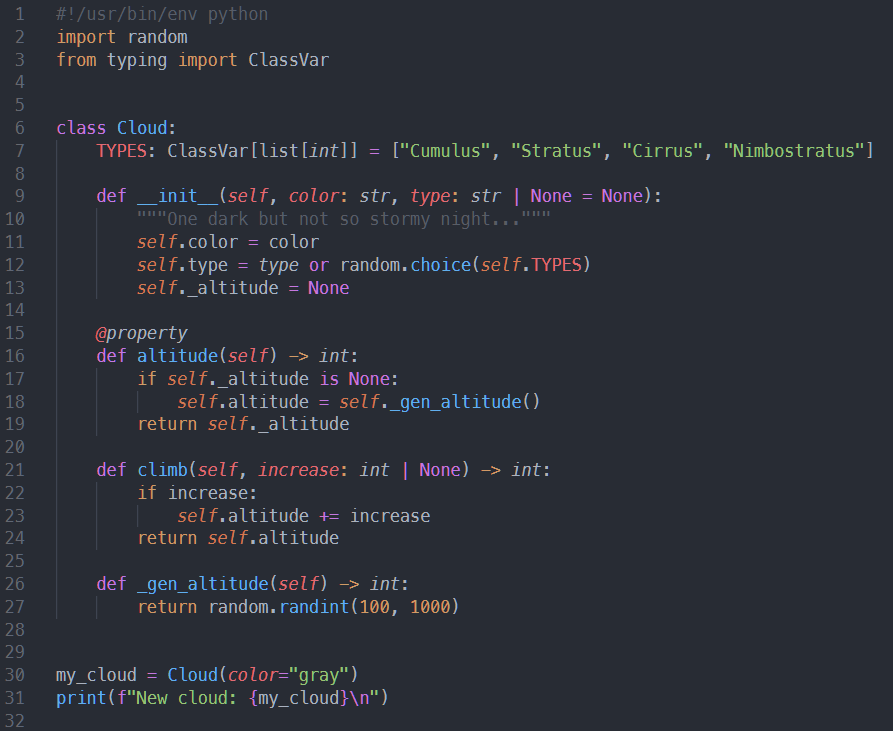 1 #!/usr/bin/env python
2 import random
3 from typing import ClassVar
4
5
6 class Cloud:
7     TYPES: ClassVar[list[int]] = ["Cumulus", "Stratus", "Cirrus", "Nimbostratus"]
8
9     def __init__(self, color: str, type: str | None = None):
10         """One dark but not so stormy night..."""
11         self.color = color
12         self.type = type or random.choice(self.TYPES)
13         self._altitude = None
14
15     @property
16     def altitude(self) -> int:
17         if self._altitude is None:
18             self.altitude = self._gen_altitude()
19         return self._altitude
20
21     def climb(self, increase: int | None) -> int:
22         if increase:
23             self.altitude += increase
24         return self.altitude
25
26     def _gen_altitude(self) -> int:
27         return random.randint(100, 1000)
28
29
30 my_cloud = Cloud(color="gray")
31 print(f"New cloud: {my_cloud}\n")
32